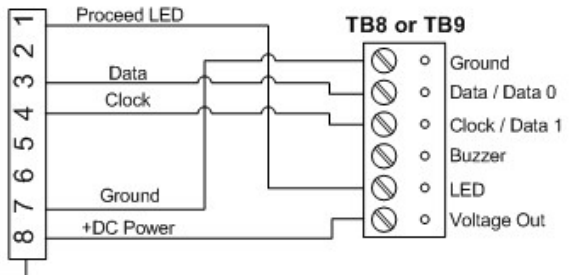 1
Proceed LED
TB8 or TB9
2
Ground
3
Data
Data / Data 0
4
Clock
Clock / Data 1
5
Buzzer
6
LED
7
Ground
Voltage Out
8
+DC Power